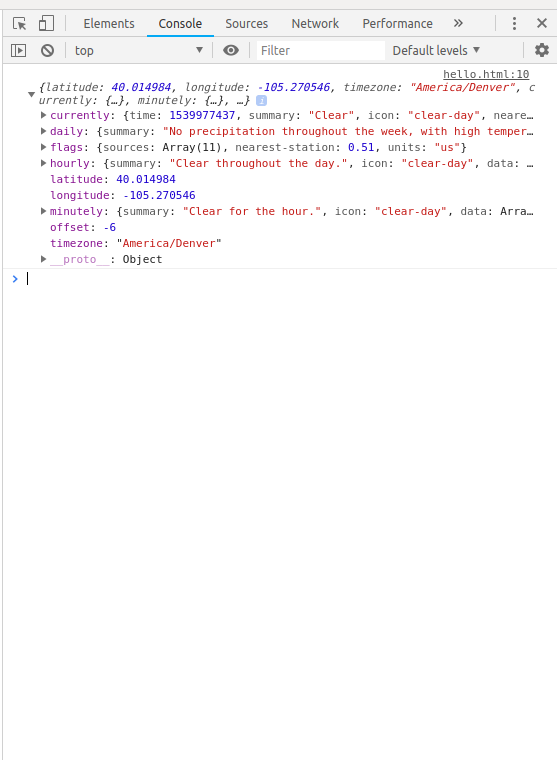 Elements Console Sources Network Performance »
top Filter Default levels
hello.html:10
{latitude: 40.014984, longitude: -105.270546, timezone: "America/Denver", c
urrently: {…}, minutely: {…}, …} i
currently: {time: 1539977437, summary: "Clear", icon: "clear-day", neare…
daily: {summary: "No precipitation throughout the week, with high temper…
flags: {sources: Array(11), nearest-station: 0.51, units: "us"}
hourly: {summary: "Clear throughout the day.", icon: "clear-day", data: …
latitude: 40.014984
longitude: -105.270546
minutely: {summary: "Clear for the hour.", icon: "clear-day", data: Arra…
offset: -6
timezone: "America/Denver"
__proto__: Object